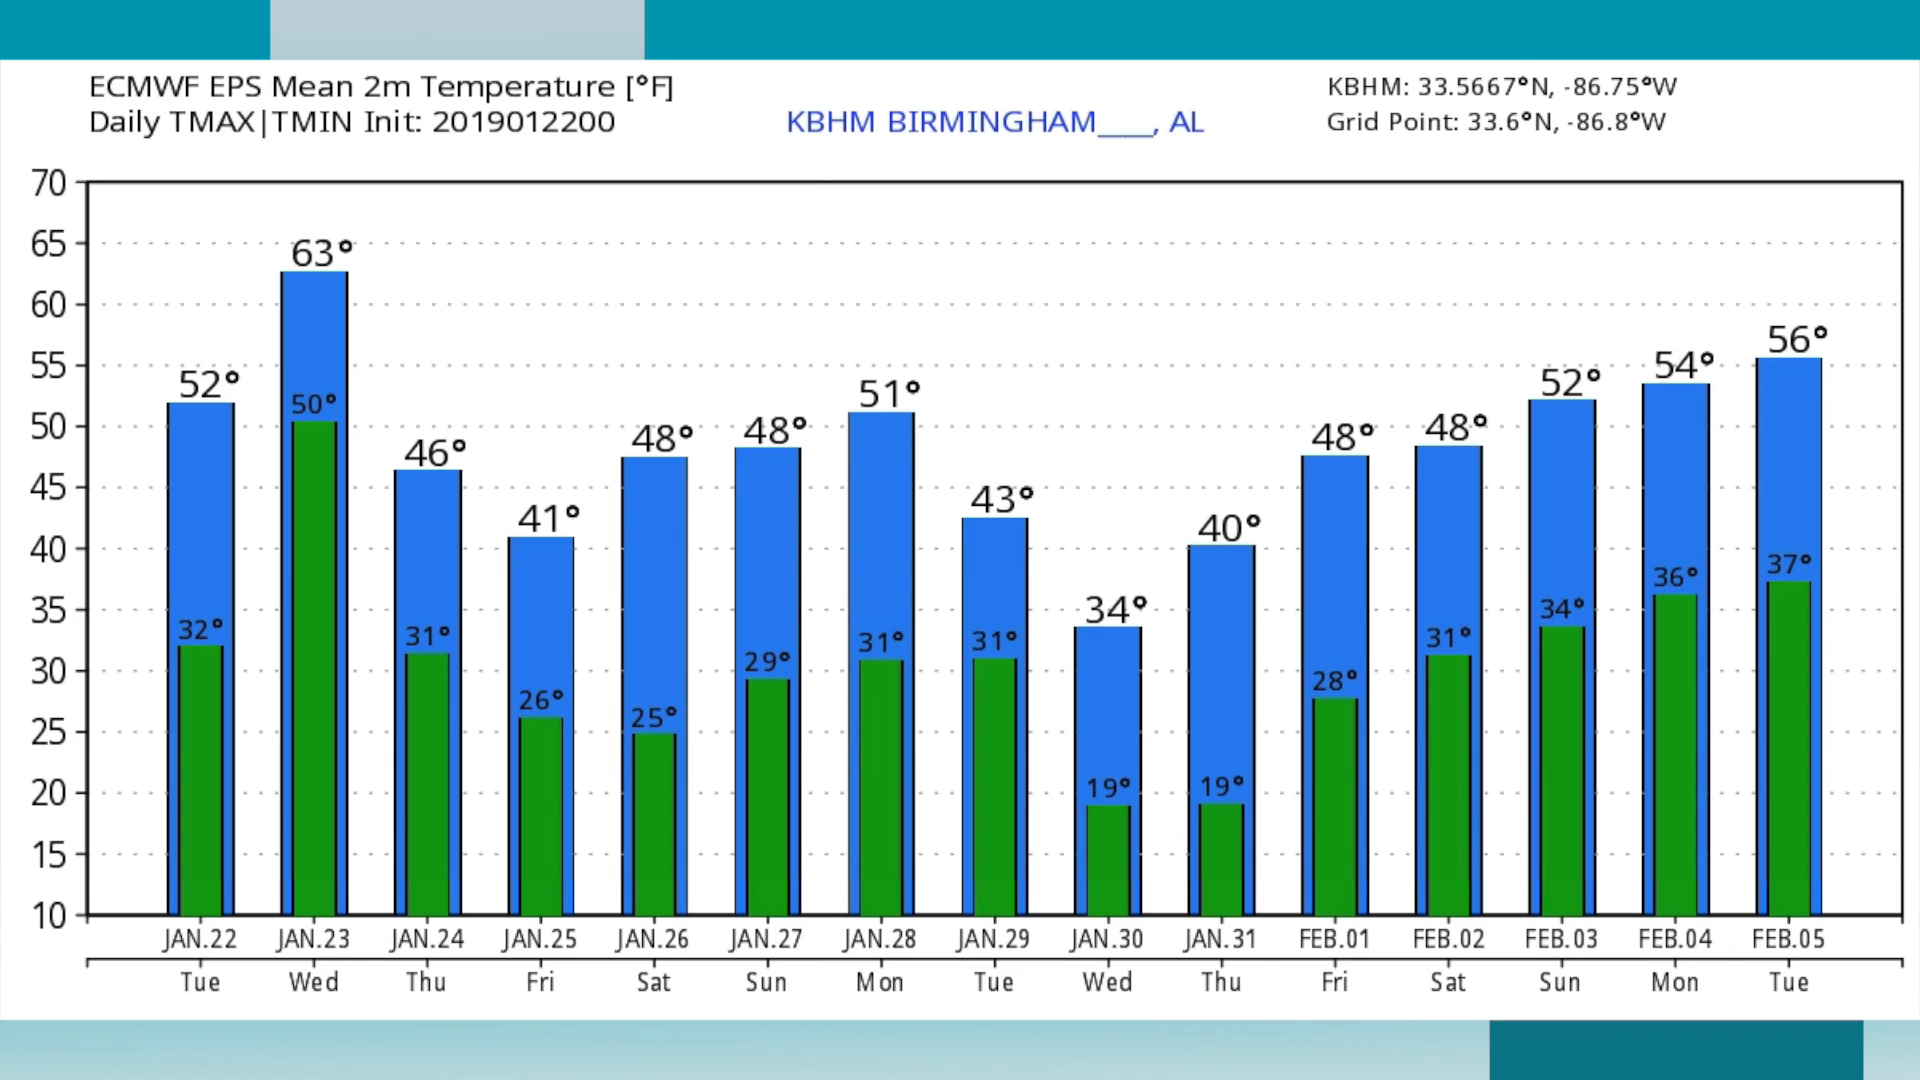 ECMWF EPS Mean 2m Temperature [°F]
Daily TMAX|TMIN Init: 2019012200
KBHM BIRMINGHAM____, AL
KBHM: 33.5667°N, -86.75°W
Grid Point: 33.6°N, -86.8°W
70
65
60
55
50
45
40
35
30
25
20
15
10
52° 63° 46° 41° 48° 48° 51° 43° 34° 40° 48° 48° 52° 54° 56°
32° 50° 31° 26° 25° 29° 31° 31° 19° 19° 28° 31° 34° 36° 37°
JAN.22 JAN.23 JAN.24 JAN.25 JAN.26 JAN.27 JAN.28 JAN.29 JAN.30 JAN.31 FEB.01 FEB.02 FEB.03 FEB.04 FEB.05
Tue Wed Thu Fri Sat Sun Mon Tue Wed Thu Fri Sat Sun Mon Tue